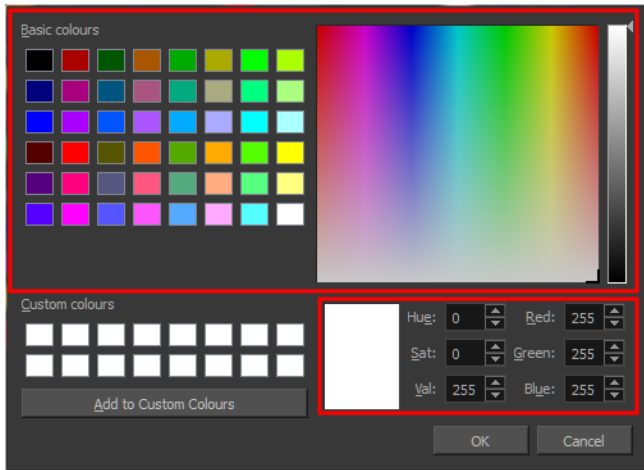 Basic colours
Custom colours
Add to Custom Colours
Hue: 0 Red: 255
Sat: 0 Green: 255
Val: 255 Blue: 255
OK Cancel